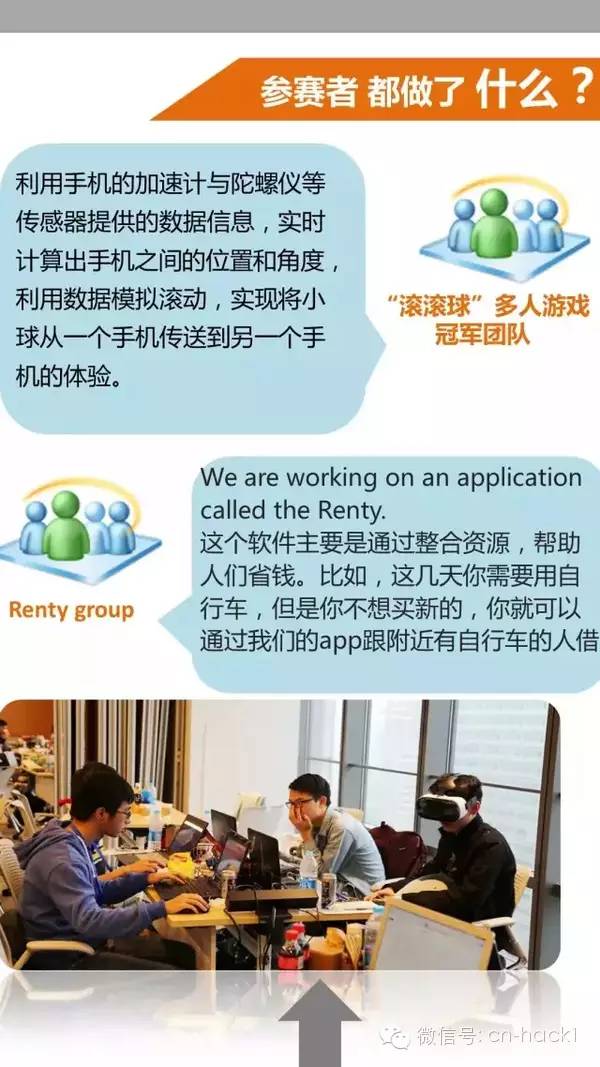 参赛者 都做了 什么？
利用手机的加速计与陀螺仪等
传感器提供的数据信息，实时
计算出手机之间的位置和角度，
利用数据模拟滚动，实现将小
球从一个手机传送到另一个手
机的体验。
“滚滚球”多人游戏
冠军团队
We are working on an application
called the Renty.
这个软件主要是通过整合资源，帮助
人们省钱。比如，这几天你需要用自
行车，但是你不想买新的，你就可以
通过我们的app跟附近有自行车的人借
Renty group
微信号: cn-hack1